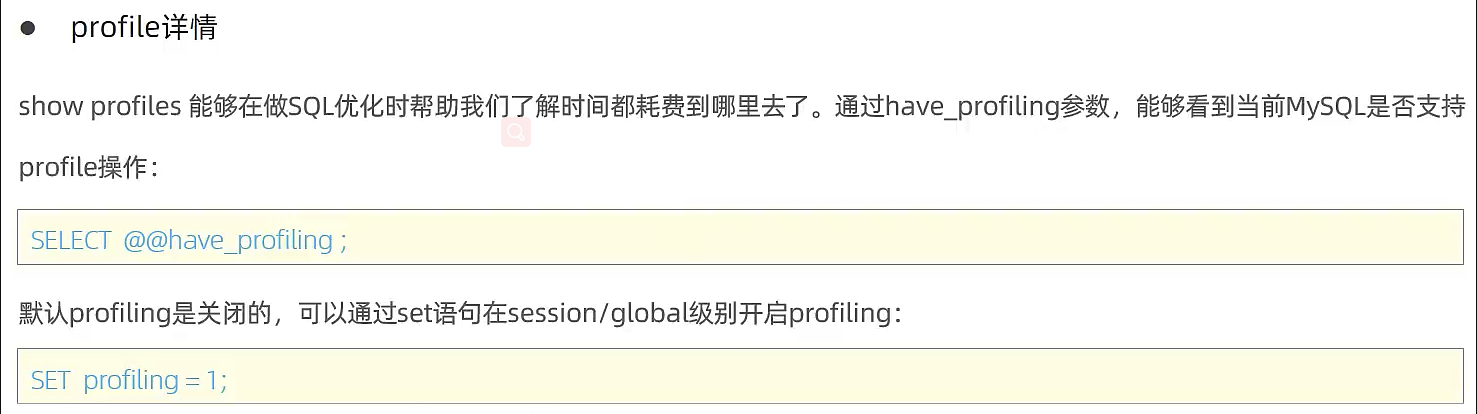 ● profile详情
show profiles 能够在做SQL优化时帮助我们了解时间都耗费到哪里去了。通过have_profiling参数，能够看到当前MySQL是否支持
profile操作：
SELECT @@have_profiling ;
默认profiling是关闭的，可以通过set语句在session/global级别开启profiling：
SET profiling = 1;